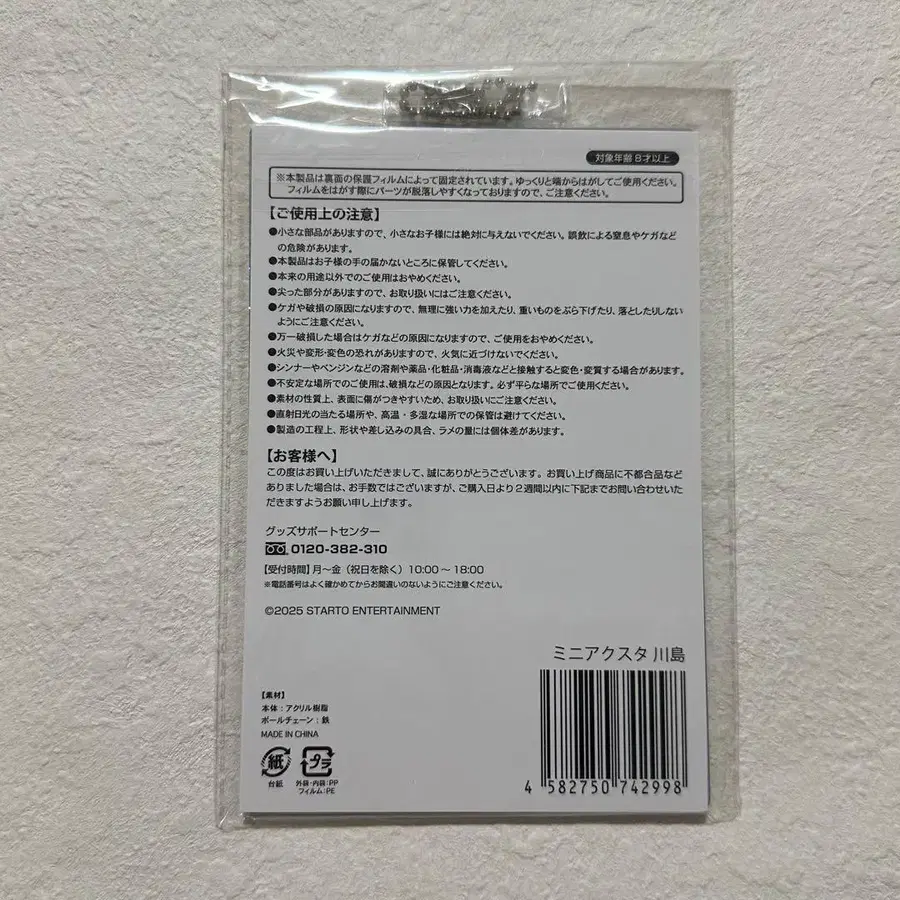 対象年齢8才以上
※本製品は裏面の保護フィルムによって固定されています。ゆっくりと端からはがしてご使用ください。
フィルムをはがす際にパーツが脱落しやすくなっておりますので、ご注意ください。
【ご使用上の注意】
●小さな部品がありますので、小さなお子様には絶対に与えないでください。誤飲による窒息やケガなど
の危険があります。
●本製品はお子様の手の届かないところに保管してください。
●本来の用途以外でのご使用はおやめください。
●尖った部分がありますので、お取り扱いにはご注意ください。
●ケガや破損の原因になりますので、無理に強い力を加えたり、重いものをぶら下げたり、落としたりしない
ようにご注意ください。
●万一破損した場合はケガなどの原因になりますので、ご使用をおやめください。
●火災や変形・変色の恐れがありますので、火気に近づけないでください。
●シンナーやベンジンなどの溶剤や薬品・化粧品・消毒液などと接触すると変色・変質する場合があります。
●不安定な場所でのご使用は、破損などの原因となります。必ず平らな場所でご使用ください。
●素材の性質上、表面に傷がつきやすいため、お取り扱いにご注意ください。
●直射日光の当たる場所や、高温・多湿な場所での保管は避けてください。
●製造の工程上、形状や差し込みの具合、ラメの量には個体差があります。
【お客様へ】
この度はお買い上げいただきまして、誠にありがとうございます。お買い上げ商品に不都合品など
ありました場合は、お手数ではございますが、ご購入日より2週間以内に下記までお問い合わせいた
だきますようお願い申し上げます。
グッズサポートセンター
0120-382-310
【受付時間】月〜金（祝日を除く）10:00〜18:00
※電話番号はよく確かめてからお間違いのないようにご注意ください。
©2025 STARTO ENTERTAINMENT
ミニアクスタ 川島
【素材】
本体：アクリル樹脂
ボールチェーン：鉄
MADE IN CHINA
紙 プラ
台紙 外袋・内袋：PP
フィルム：PE
4 582750 742998